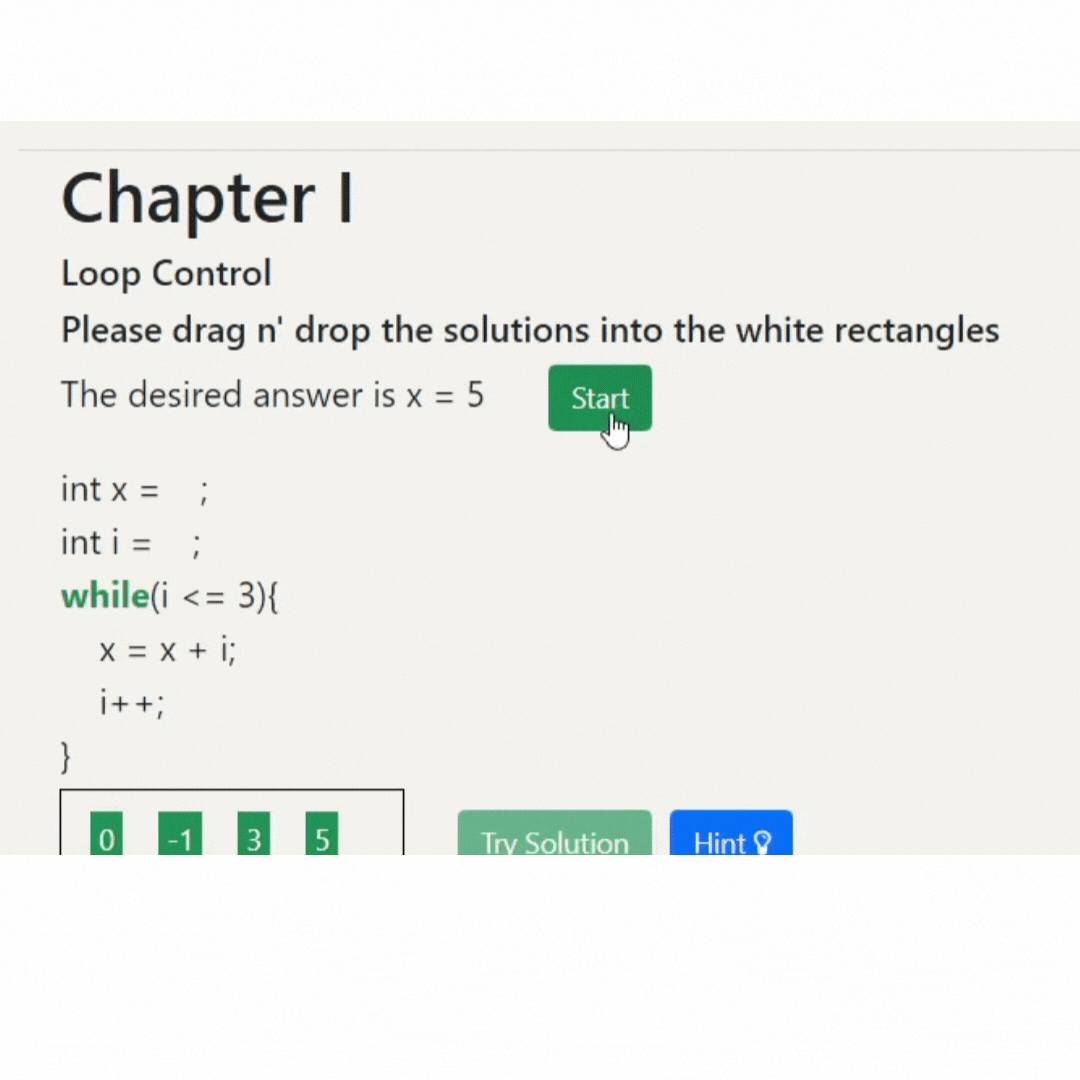 Chapter I
Loop Control
Please drag n' drop the solutions into the white rectangles
The desired answer is x = 5 Start
int x = ;
int i = ;
while(i <= 3){
x = x + i;
i++;
}
0 -1 3 5 Try Solution Hint